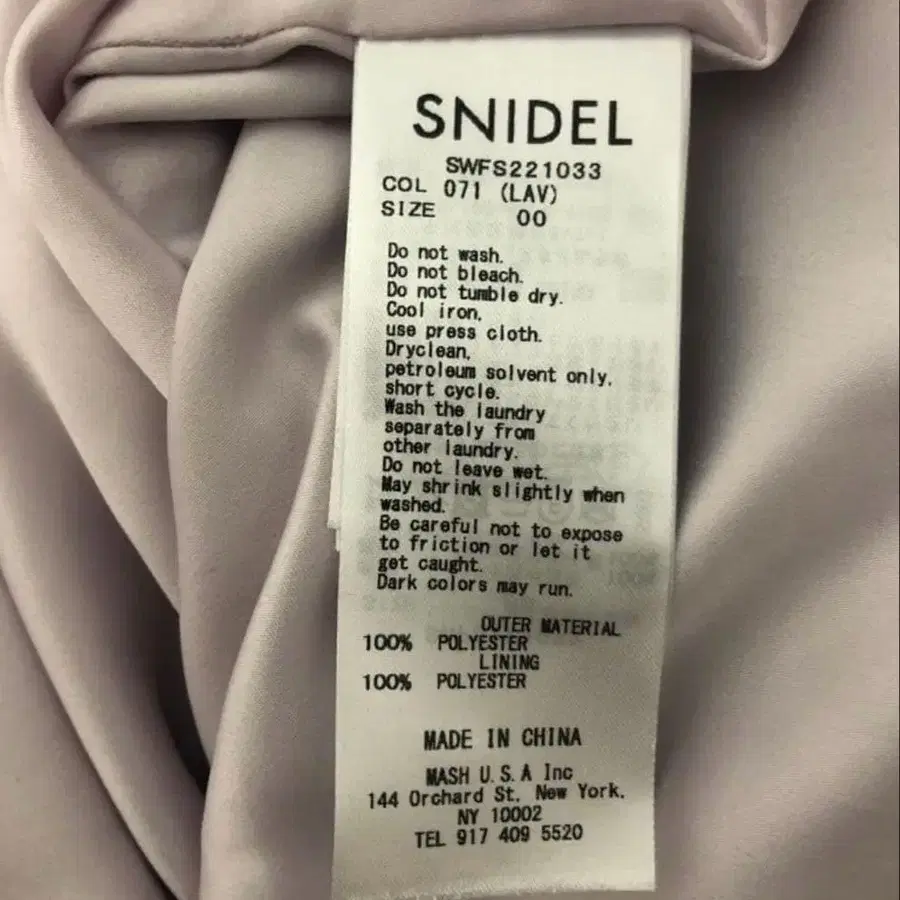 SNIDEL
SWFS221033
COL 071 (LAV)
SIZE 00
Do not wash.
Do not bleach.
Do not tumble dry.
Cool iron,
use press cloth.
Dryclean,
petroleum solvent only,
short cycle.
Wash the laundry
separately from
other laundry.
Do not leave wet.
May shrink slightly when
washed.
Be careful not to expose
to friction or let it
get caught.
Dark colors may run.
OUTER MATERIAL
100% POLYESTER
LINING
100% POLYESTER
MADE IN CHINA
MASH U.S.A Inc
144 Orchard St, New York,
NY 10002
TEL 917 409 5520